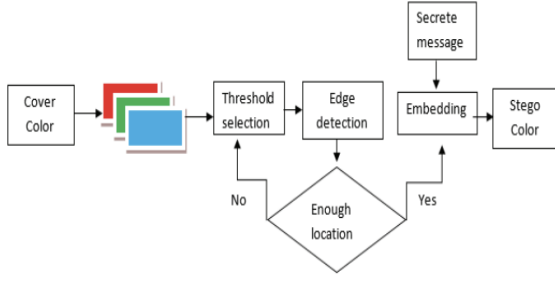 Secrete
message
Cover
Color
Threshold
selection
Edge
detection
Embedding
Stego
Color
No
Enough
location
Yes